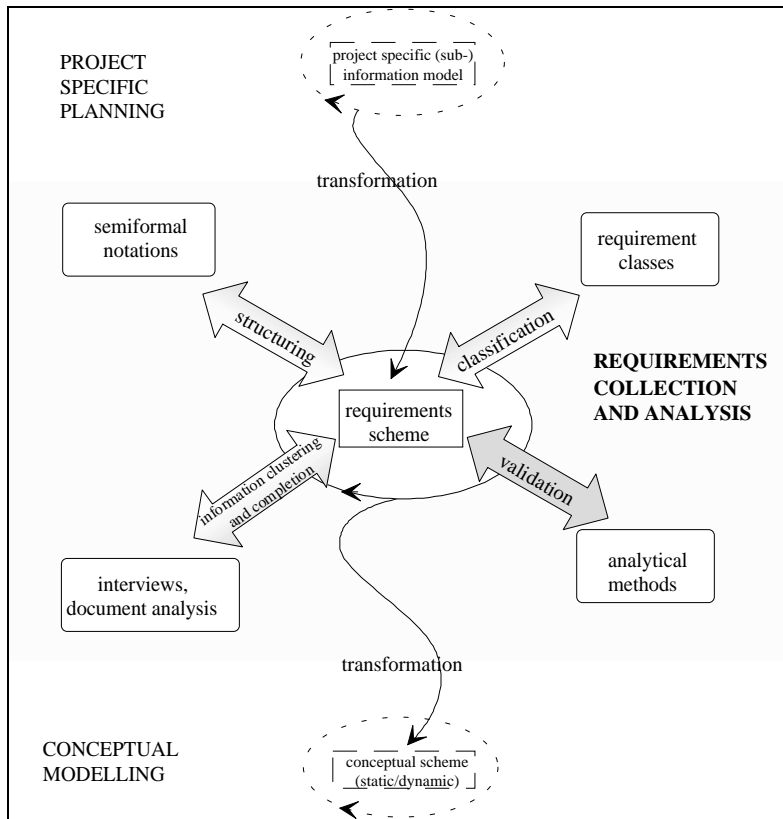 PROJECT
SPECIFIC
PLANNING
project specific (sub-)
information model
transformation
semiformal
notations
requirement
classes
structuring
classification
REQUIREMENTS
COLLECTION
AND ANALYSIS
requirements
scheme
information clustering
and completion
validation
interviews,
document analysis
analytical
methods
transformation
CONCEPTUAL
MODELLING
conceptual scheme
(static/dynamic)